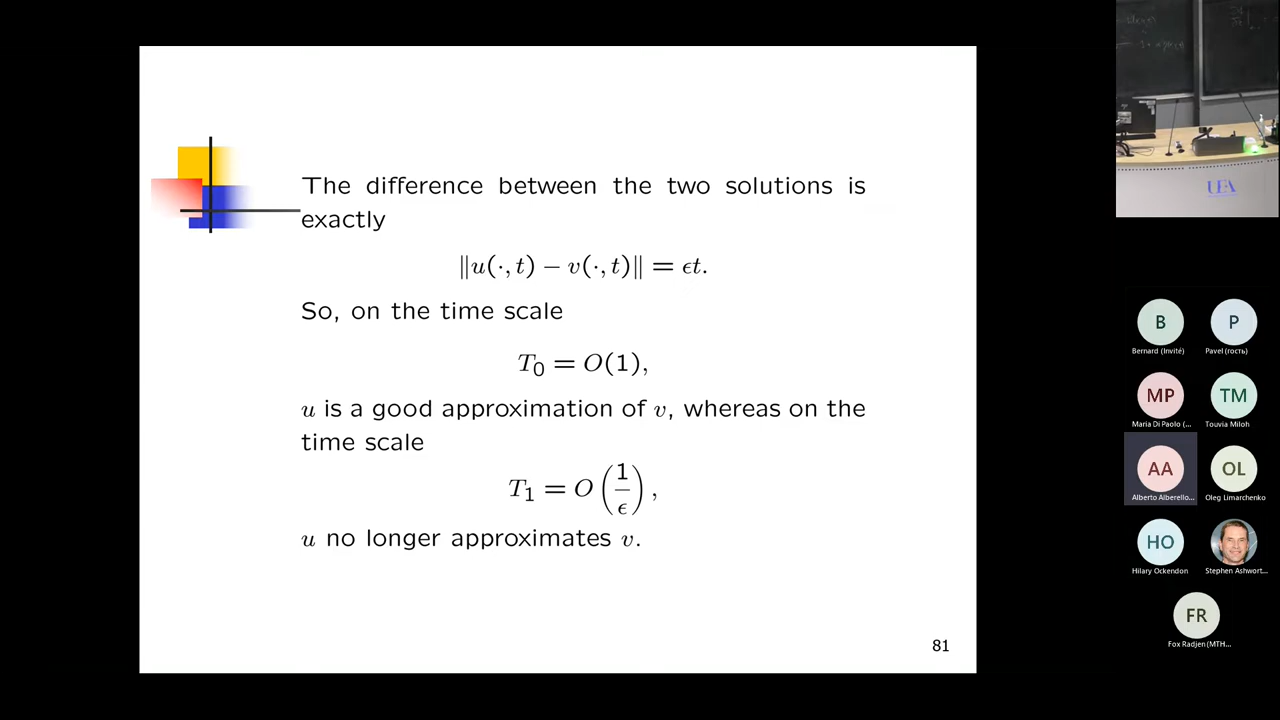 The difference between the two solutions is
exactly
‖u(·, t) − v(·, t)‖ = ϵt.
So, on the time scale
T₀ = O(1),
u is a good approximation of v, whereas on the
time scale
T₁ = O(1/ϵ),
u no longer approximates v.
81
UEA
B
P
Bernard (Invité)
Pavel (гость)
MP
TM
Maria Di Paolo (...
Touvia Miloh
AA
OL
Alberto Alberello...
Oleg Limarchenko
HO
Hilary Ockendon
Stephen Ashwort...
FR
Fox Radjen (MTH...